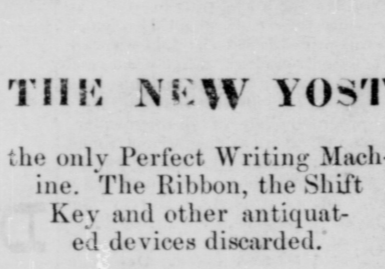 THE NEW YOST
the only Perfect Writing Mach-
ine. The Ribbon, the Shift
Key and other antiquat-
ed devices discarded.